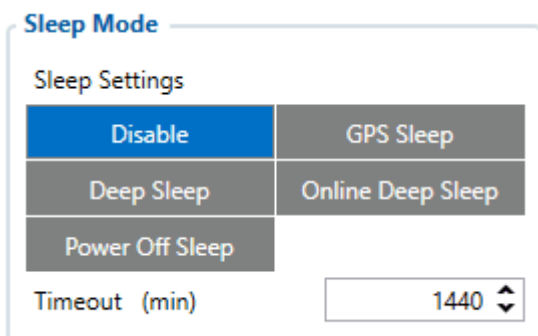 Sleep Mode
Sleep Settings
Disable GPS Sleep
Deep Sleep Online Deep Sleep
Power Off Sleep
Timeout (min) 1440